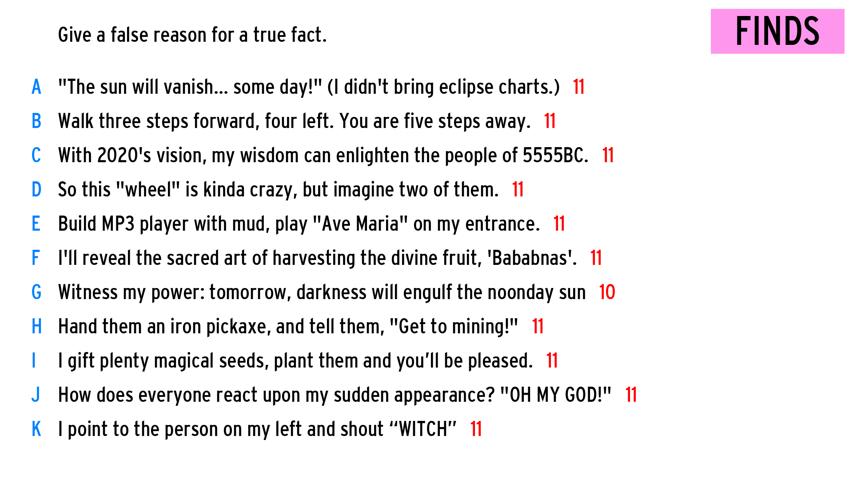 Give a false reason for a true fact.
FINDS
A "The sun will vanish... some day!" (I didn't bring eclipse charts.) 11
B Walk three steps forward, four left. You are five steps away. 11
C With 2020's vision, my wisdom can enlighten the people of 5555BC. 11
D So this "wheel" is kinda crazy, but imagine two of them. 11
E Build MP3 player with mud, play "Ave Maria" on my entrance. 11
F I'll reveal the sacred art of harvesting the divine fruit, 'Bababnas'. 11
G Witness my power: tomorrow, darkness will engulf the noonday sun 10
H Hand them an iron pickaxe, and tell them, "Get to mining!" 11
I I gift plenty magical seeds, plant them and you’ll be pleased. 11
J How does everyone react upon my sudden appearance? "OH MY GOD!" 11
K I point to the person on my left and shout “WITCH” 11